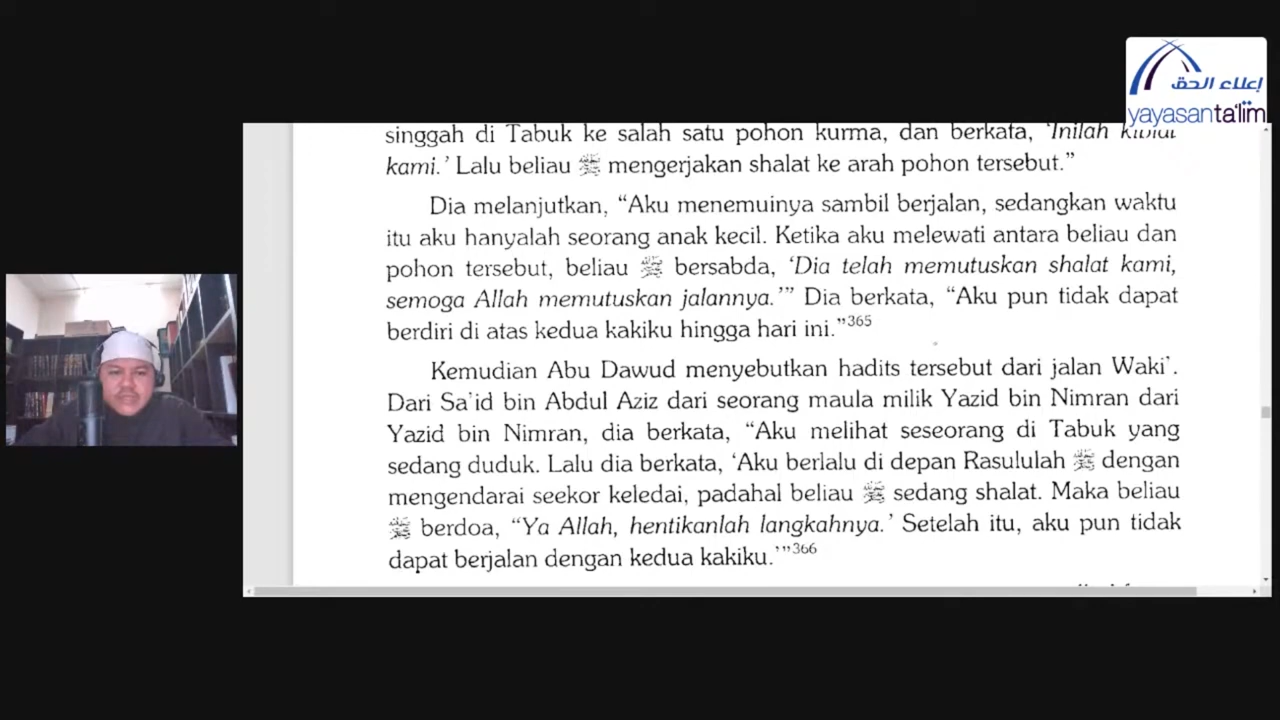 إعلاء الحق
yayasanta'lim
singgah di Tabuk ke salah satu pohon kurma, dan berkata, 'Inilah kiblat
kami.' Lalu beliau ﷺ mengerjakan shalat ke arah pohon tersebut."
Dia melanjutkan, "Aku menemuinya sambil berjalan, sedangkan waktu
itu aku hanyalah seorang anak kecil. Ketika aku melewati antara beliau dan
pohon tersebut, beliau ﷺ bersabda, 'Dia telah memutuskan shalat kami,
semoga Allah memutuskan jalannya.'" Dia berkata, "Aku pun tidak dapat
berdiri di atas kedua kakiku hingga hari ini."365
Kemudian Abu Dawud menyebutkan hadits tersebut dari jalan Waki'.
Dari Sa'id bin Abdul Aziz dari seorang maula milik Yazid bin Nimran dari
Yazid bin Nimran, dia berkata, "Aku melihat seseorang di Tabuk yang
sedang duduk. Lalu dia berkata, 'Aku berlalu di depan Rasululah ﷺ dengan
mengendarai seekor keledai, padahal beliau ﷺ sedang shalat. Maka beliau
ﷺ berdoa, "Ya Allah, hentikanlah langkahnya.' Setelah itu, aku pun tidak
dapat berjalan dengan kedua kakiku.'"366